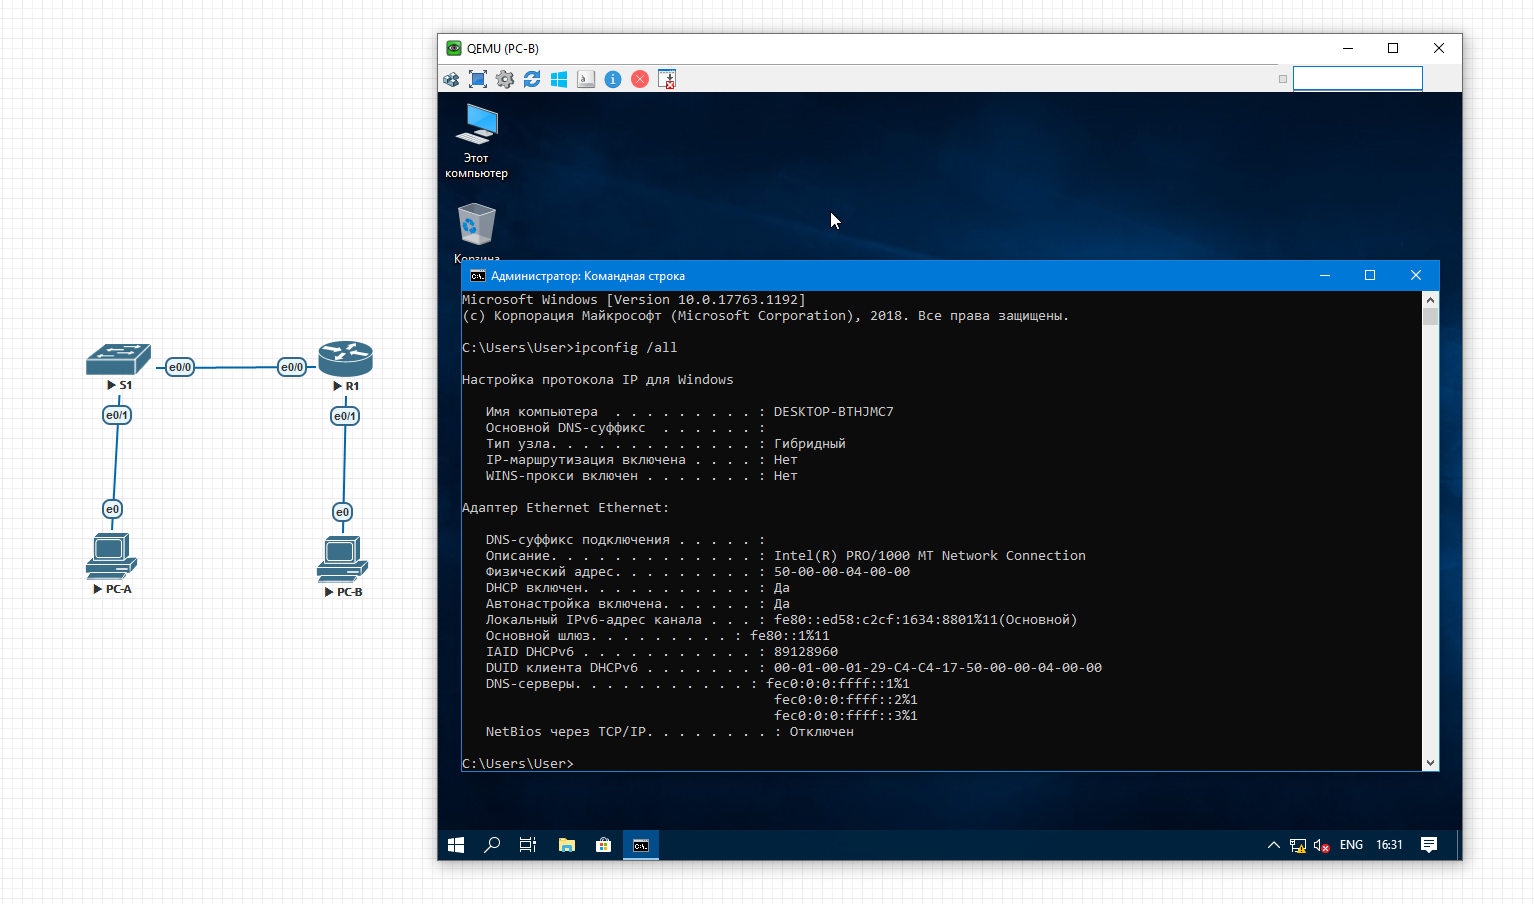 QEMU (PC-B)
Этот
компьютер
Корзина
Администратор: Командная строка
Microsoft Windows [Version 10.0.17763.1192]
(c) Корпорация Майкрософт (Microsoft Corporation), 2018. Все права защищены.
C:\Users\User>ipconfig /all
Настройка протокола IP для Windows
Имя компьютера  . . . . . . . . . : DESKTOP-BTHJMC7
Основной DNS-суффикс  . . . . . . :
Тип узла. . . . . . . . . . . . . : Гибридный
IP-маршрутизация включена . . . . : Нет
WINS-прокси включен . . . . . . . : Нет
Адаптер Ethernet Ethernet:
DNS-суффикс подключения . . . . . :
Описание. . . . . . . . . . . . . : Intel(R) PRO/1000 MT Network Connection
Физический адрес. . . . . . . . . : 50-00-00-04-00-00
DHCP включен. . . . . . . . . . . : Да
Автонастройка включена. . . . . . : Да
Локальный IPv6-адрес канала . . . : fe80::ed58:c2cf:1634:8801%11(Основной)
Основной шлюз. . . . . . . . . : fe80::1%11
IAID DHCPv6 . . . . . . . . . . . : 89128960
DUID клиента DHCPv6 . . . . . . . : 00-01-00-01-29-C4-C4-17-50-00-00-04-00-00
DNS-серверы. . . . . . . . . . . : fec0:0:0:ffff::1%1
fec0:0:0:ffff::2%1
fec0:0:0:ffff::3%1
NetBios через TCP/IP. . . . . . . . : Отключен
C:\Users\User>
ENG
16:31
e0/0
e0/0
S1
R1
e0/1
e0/1
e0
e0
PC-A
PC-B